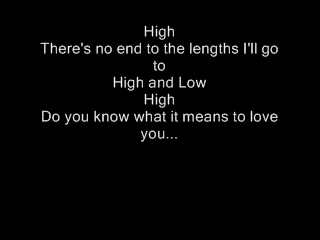 High
There's no end to the lengths I'll go
to
High and Low
High
Do you know what it means to love
you...